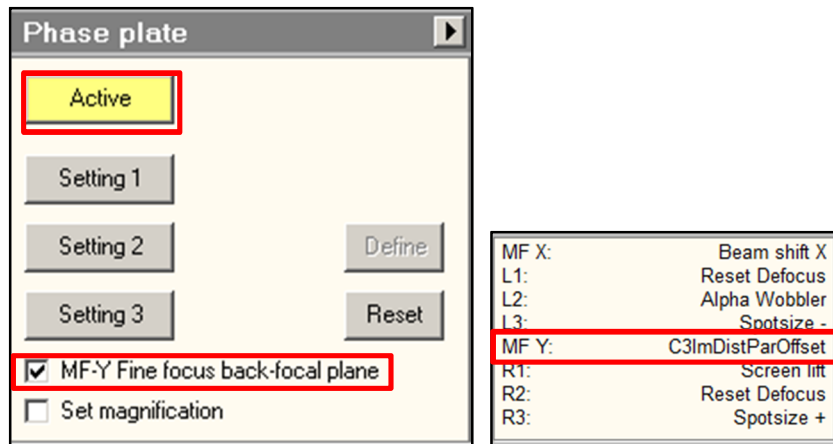 Phase plate
Active
Setting 1
Setting 2 Define
Setting 3 Reset
MF-Y Fine focus back-focal plane
Set magnification
MF X: Beam shift X
L1: Reset Defocus
L2: Alpha Wobbler
L3: Spotsize -
MF Y: C3ImDistParOffset
R1: Screen lift
R2: Reset Defocus
R3: Spotsize +